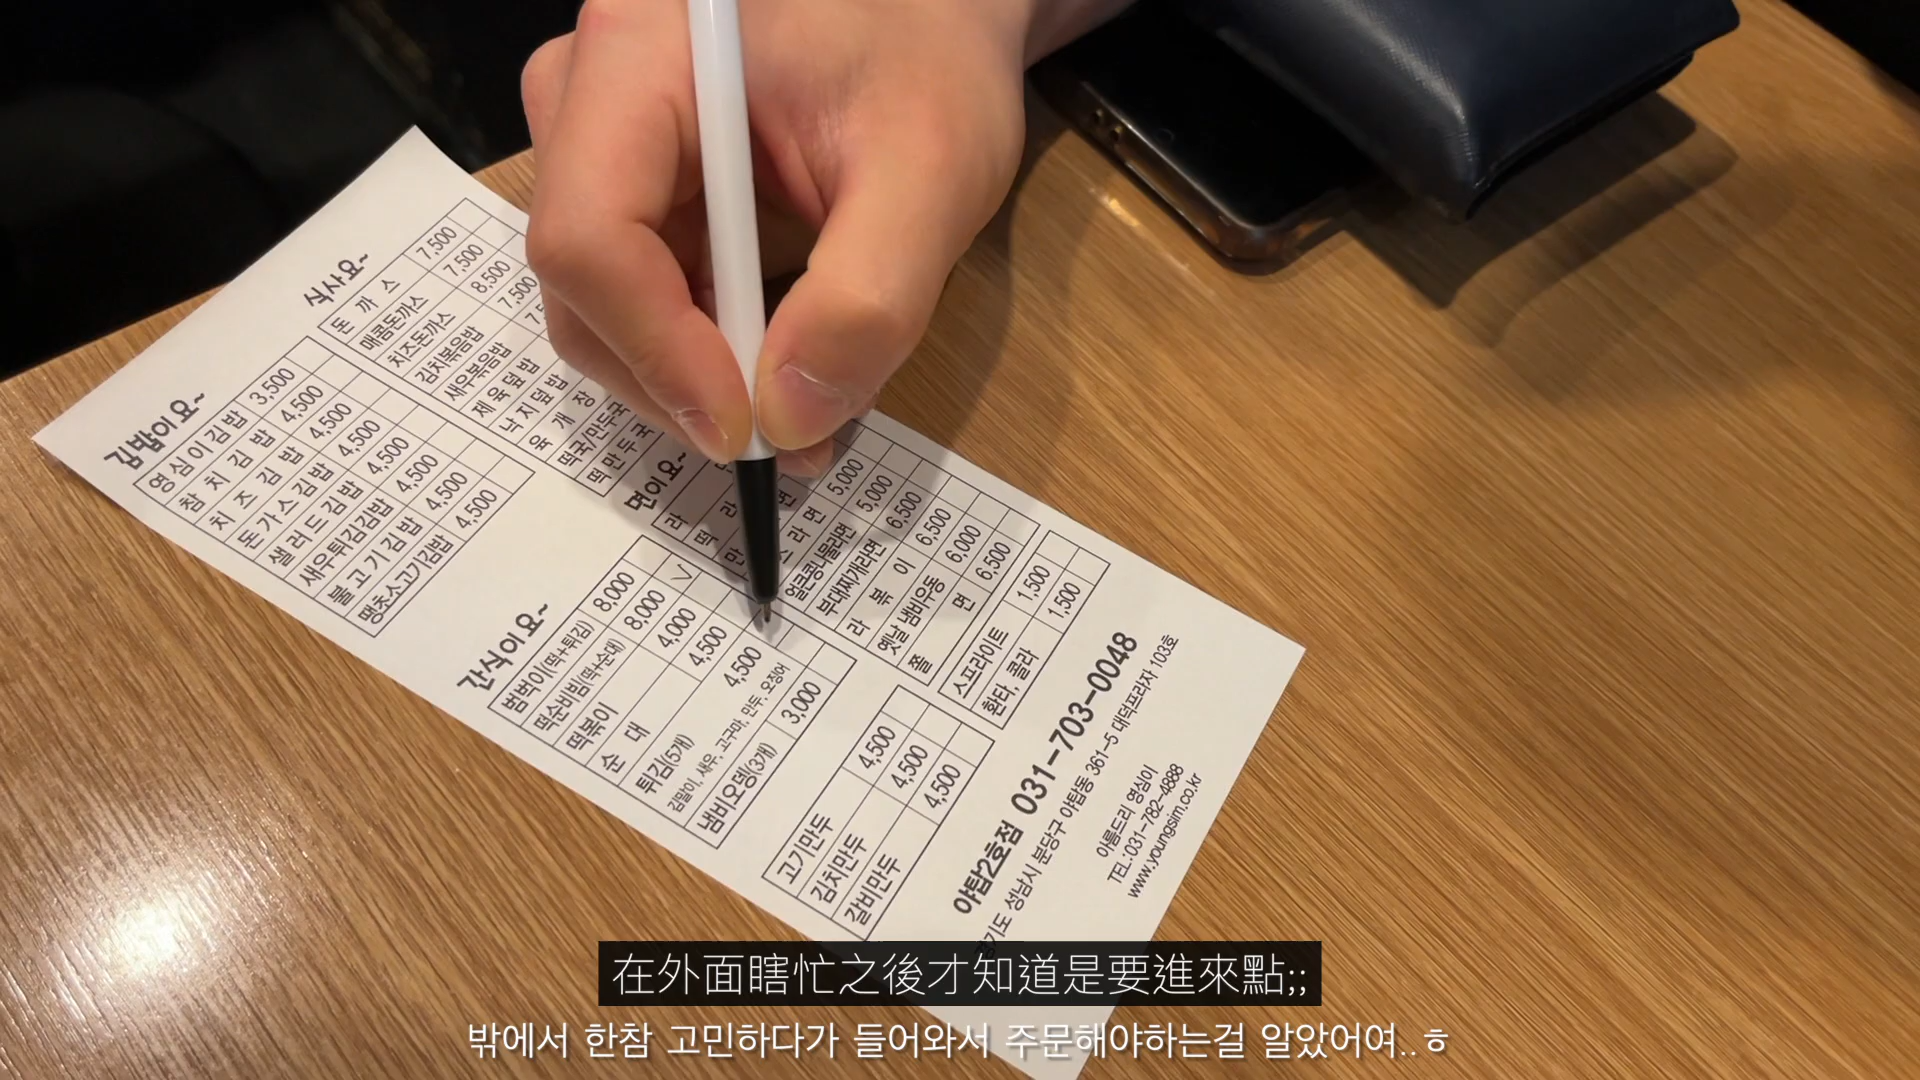 김밥이요~
영심이김밥 3,500
참치김밥 4,500
치즈김밥 4,500
돈가스김밥 4,500
샐러드김밥 4,500
새우튀김김밥 4,500
불고기김밥 4,500
땡초소고기김밥 4,500
식사요~
돈까스 7,500
매콤돈까스 7,500
치즈돈까스 8,500
김치볶음밥 7,500
새우볶음밥
제육덮밥
낙지덮밥
육개장
떡국/만두국
떡만두국
간식이요~
범벅이(떡+튀김) 8,000
떡순비빔(떡+순대) 8,000 ✓
떡볶이 4,000
순대 4,500
튀김(5개) 4,500
김말이, 새우, 고구마, 만두, 오징어
냄비오뎅(3개) 3,000
면이요~
라
떡라
만 면
라면 5,000
얼큰콩나물라면 5,000
부대찌개라면 6,500
라볶이 6,500
옛날 냄비우동 6,000
쫄면 6,500
고기만두 4,500
김치만두 4,500
갈비만두 4,500
스프라이트 1,500
환타, 콜라 1,500
야탑2호점 031-703-0048
기도 성남시 분당구 야탑동 361-5 대덕프라자 103호
아름드리 영심이
TEL:031-782-4888
www.youngsim.co.kr
在外面瞎忙之後才知道是要進來點;;
밖에서 한참 고민하다가 들어와서 주문해야하는걸 알았어여..ㅎ